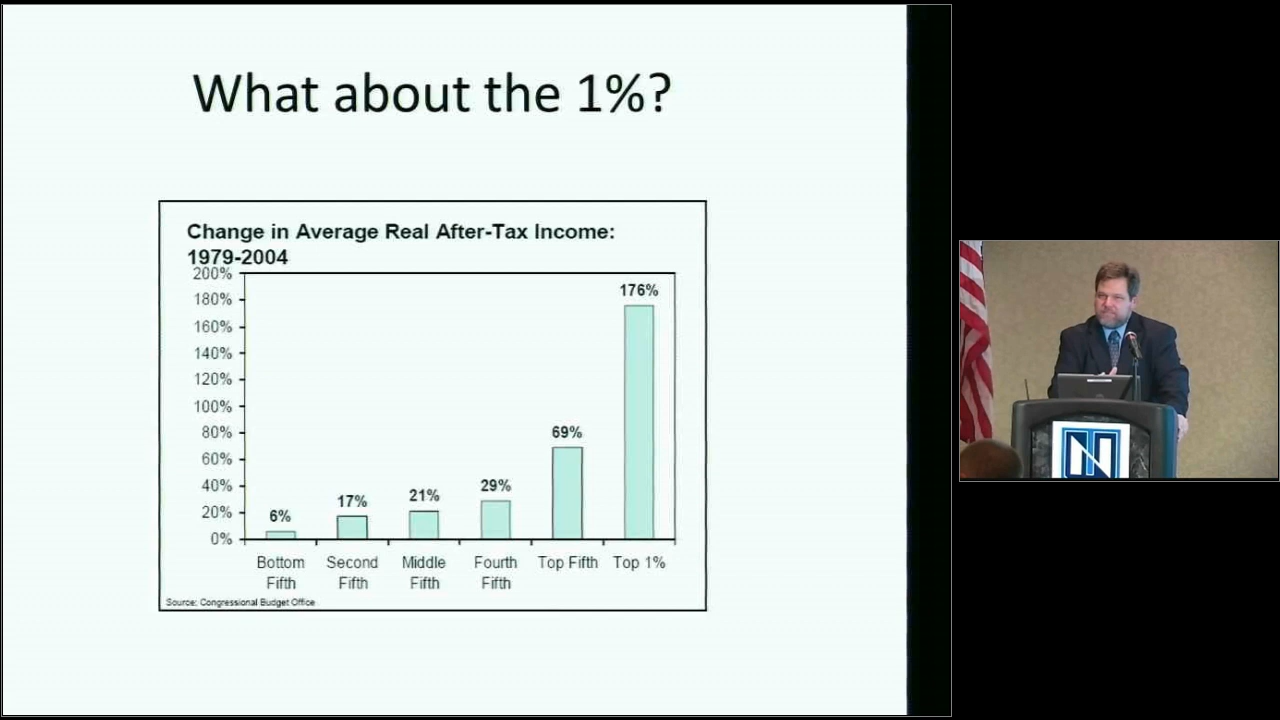 What about the 1%?
Change in Average Real After-Tax Income:
1979-2004
200%
180%
160%
140%
120%
100%
80%
60%
40%
20%
0%
6%
17%
21%
29%
69%
176%
Bottom Fifth
Second Fifth
Middle Fifth
Fourth Fifth
Top Fifth
Top 1%
Source: Congressional Budget Office